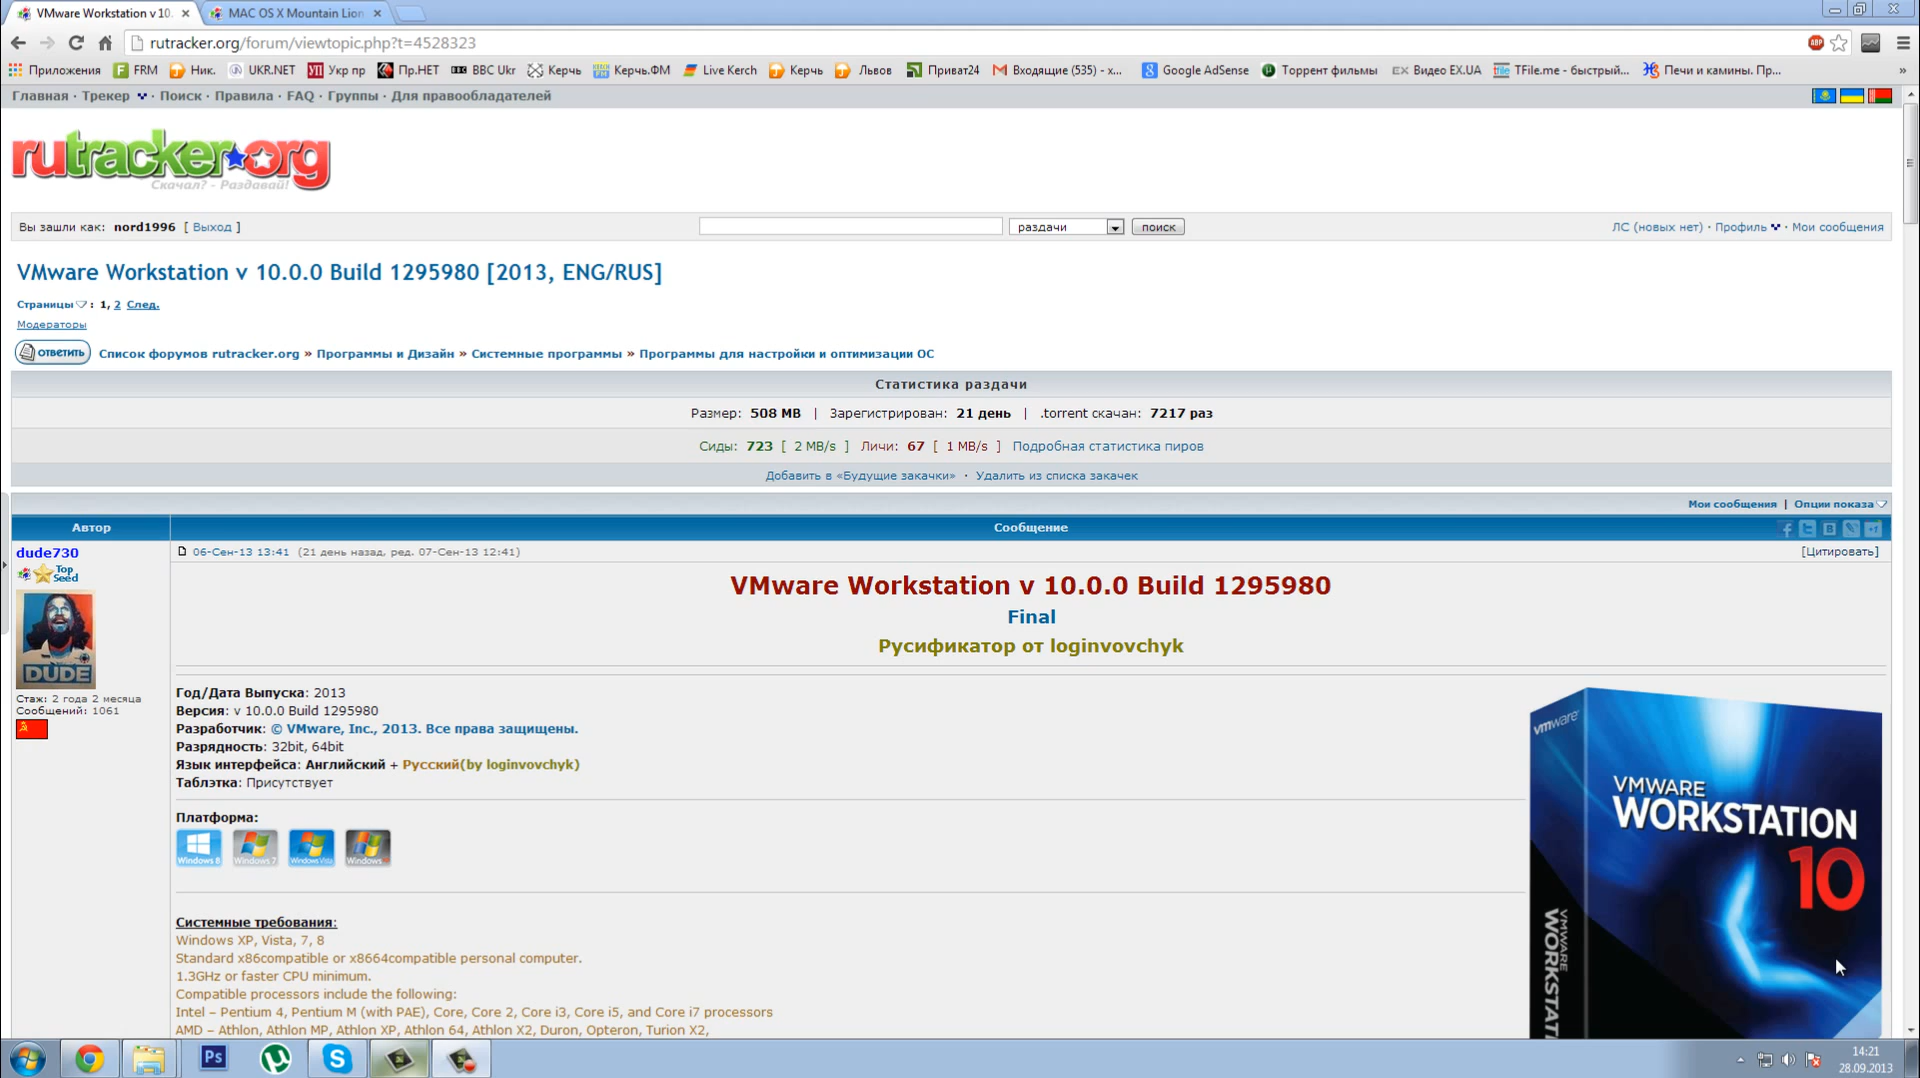 VMware Workstation v 10.
MAC OS X Mountain Lion
rutracker.org/forum/viewtopic.php?t=4528323
ABP
Приложения FRM Ник. UKR.NET Укр пр Пр.НЕТ BBC Ukr Керчь Керчь.ФМ Live Kerch Керчь Львов Приват24 Входящие (535) - х... Google AdSense Торрент фильмы Видео EX.UA TFile.me - быстрый... Печи и камины. Пр... »
Главная · Трекер · Поиск · Правила · FAQ · Группы · Для правообладателей
rutracker.org
Скачал? - Раздавай!
Вы зашли как: nord1996 [ Выход ] раздачи поиск ЛС (новых нет) · Профиль · Мои сообщения
VMware Workstation v 10.0.0 Build 1295980 [2013, ENG/RUS]
Страницы : 1, 2 След.
Модераторы
ответить Список форумов rutracker.org » Программы и Дизайн » Системные программы » Программы для настройки и оптимизации ОС
Статистика раздачи
Размер: 508 MB | Зарегистрирован: 21 день | .torrent скачан: 7217 раз
Сиды: 723 [ 2 MB/s ] Личи: 67 [ 1 MB/s ] Подробная статистика пиров
Добавить в «Будущие закачки» · Удалить из списка закачек
Мои сообщения | Опции показа
Автор Сообщение
dude730 06-Сен-13 13:41 (21 день назад, ред. 07-Сен-13 12:41) [Цитировать]
Top Seed
DUDE
Стаж: 2 года 2 месяца
Сообщений: 1061
VMware Workstation v 10.0.0 Build 1295980
Final
Русификатор от loginvovchyk
Год/Дата Выпуска: 2013
Версия: v 10.0.0 Build 1295980
Разработчик: © VMware, Inc., 2013. Все права защищены.
Разрядность: 32bit, 64bit
Язык интерфейса: Английский + Русский(by loginvovchyk)
Таблэтка: Присутствует
Платформа:
Windows 8 Windows 7 Windows Vista Windows
Системные требования:
Windows XP, Vista, 7, 8
Standard x86compatible or x8664compatible personal computer.
1.3GHz or faster CPU minimum.
Compatible processors include the following:
Intel – Pentium 4, Pentium M (with PAE), Core, Core 2, Core i3, Core i5, and Core i7 processors
AMD – Athlon, Athlon MP, Athlon XP, Athlon 64, Athlon X2, Duron, Opteron, Turion X2,
vmware
VMWARE
WORKSTATION
10
VMWARE
WORKSTAT
Ps
14:21
28.09.2013